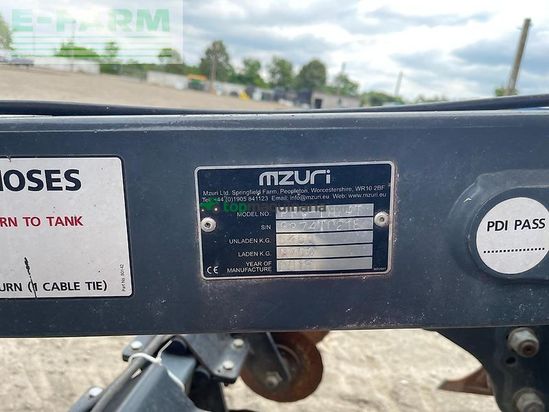 E-FARM
HOSES
RN TO TANK
URN (1 CABLE TIE)
mzuri
Mzuri Ltd. Springfield Farm, Peopleton, Worcestershire, WR10 2BF
Tel: +44 (0)1905 841123 Email: info@mzuri.eu www.mzuri.eu
MODEL NO.
S/N
UNLADEN K.G.
LADEN K.G.
YEAR OF
MANUFACTURE
CE
PDI PASS